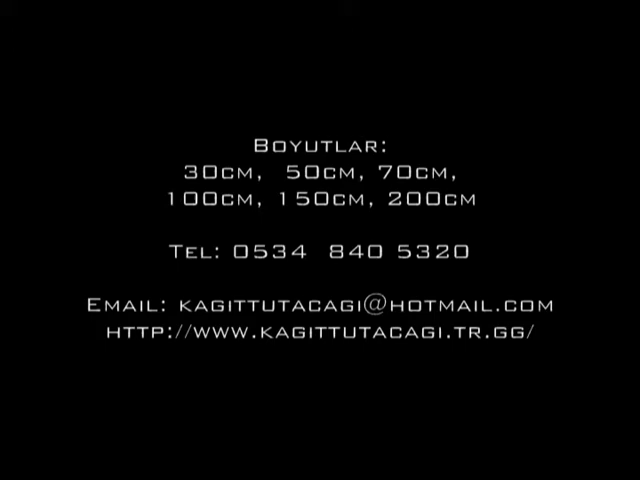 BOYUTLAR:
30CM, 50CM, 70CM,
100CM, 150CM, 200CM
TEL: 0534 840 5320
EMAIL: KAGITTUTACAGI@HOTMAIL.COM
HTTP://WWW.KAGITTUTACAGI.TR.GG/